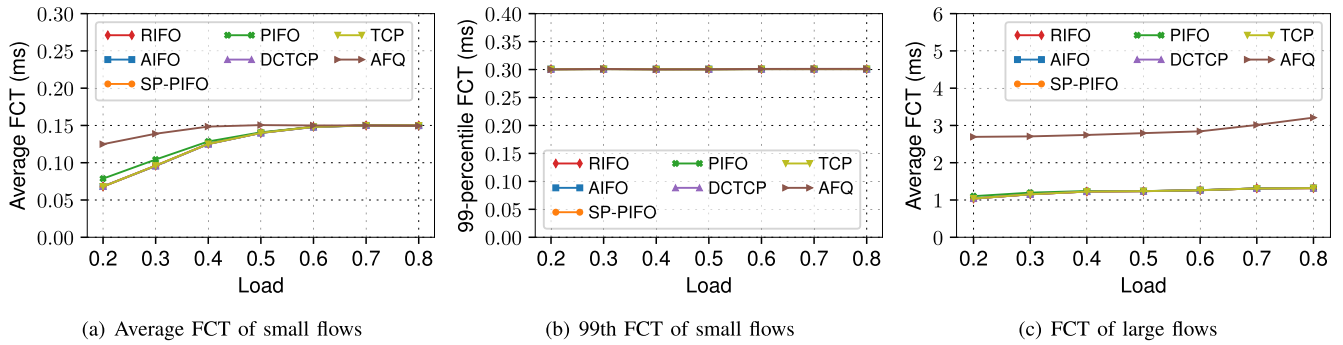 Average FCT (ms)
0.30
0.25
0.20
0.15
0.10
0.05
0.00
RIFO PIFO TCP
AIFO DCTCP AFQ
SP-PIFO
0.2 0.3 0.4 0.5 0.6 0.7 0.8
Load
(a) Average FCT of small flows
99-percentile FCT (ms)
0.40
0.35
0.30
0.25
0.20
0.15
0.10
0.05
0.00
RIFO PIFO TCP
AIFO DCTCP AFQ
SP-PIFO
0.2 0.3 0.4 0.5 0.6 0.7 0.8
Load
(b) 99th FCT of small flows
Average FCT (ms)
6
5
4
3
2
1
0
RIFO PIFO TCP
AIFO DCTCP AFQ
SP-PIFO
0.2 0.3 0.4 0.5 0.6 0.7 0.8
Load
(c) FCT of large flows